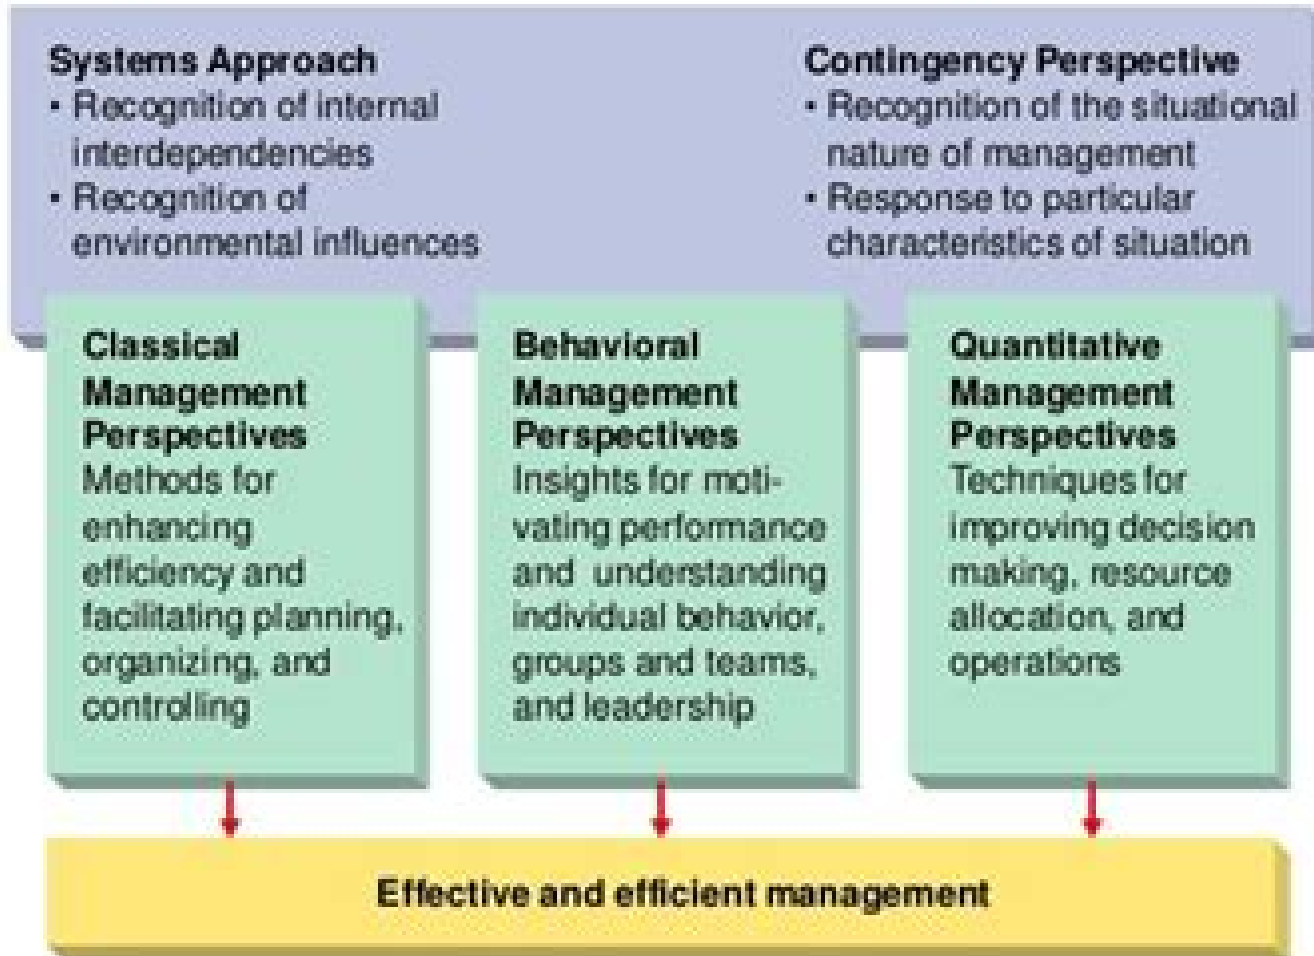 Systems Approach
• Recognition of internal
interdependencies
• Recognition of
environmental influences
Contingency Perspective
• Recognition of the situational
nature of management
• Response to particular
characteristics of situation
Classical
Management
Perspectives
Methods for
enhancing
efficiency and
facilitating planning,
organizing, and
controlling
Behavioral
Management
Perspectives
Insights for moti-
vating performance
and understanding
individual behavior,
groups and teams,
and leadership
Quantitative
Management
Perspectives
Techniques for
improving decision
making, resource
allocation, and
operations
Effective and efficient management